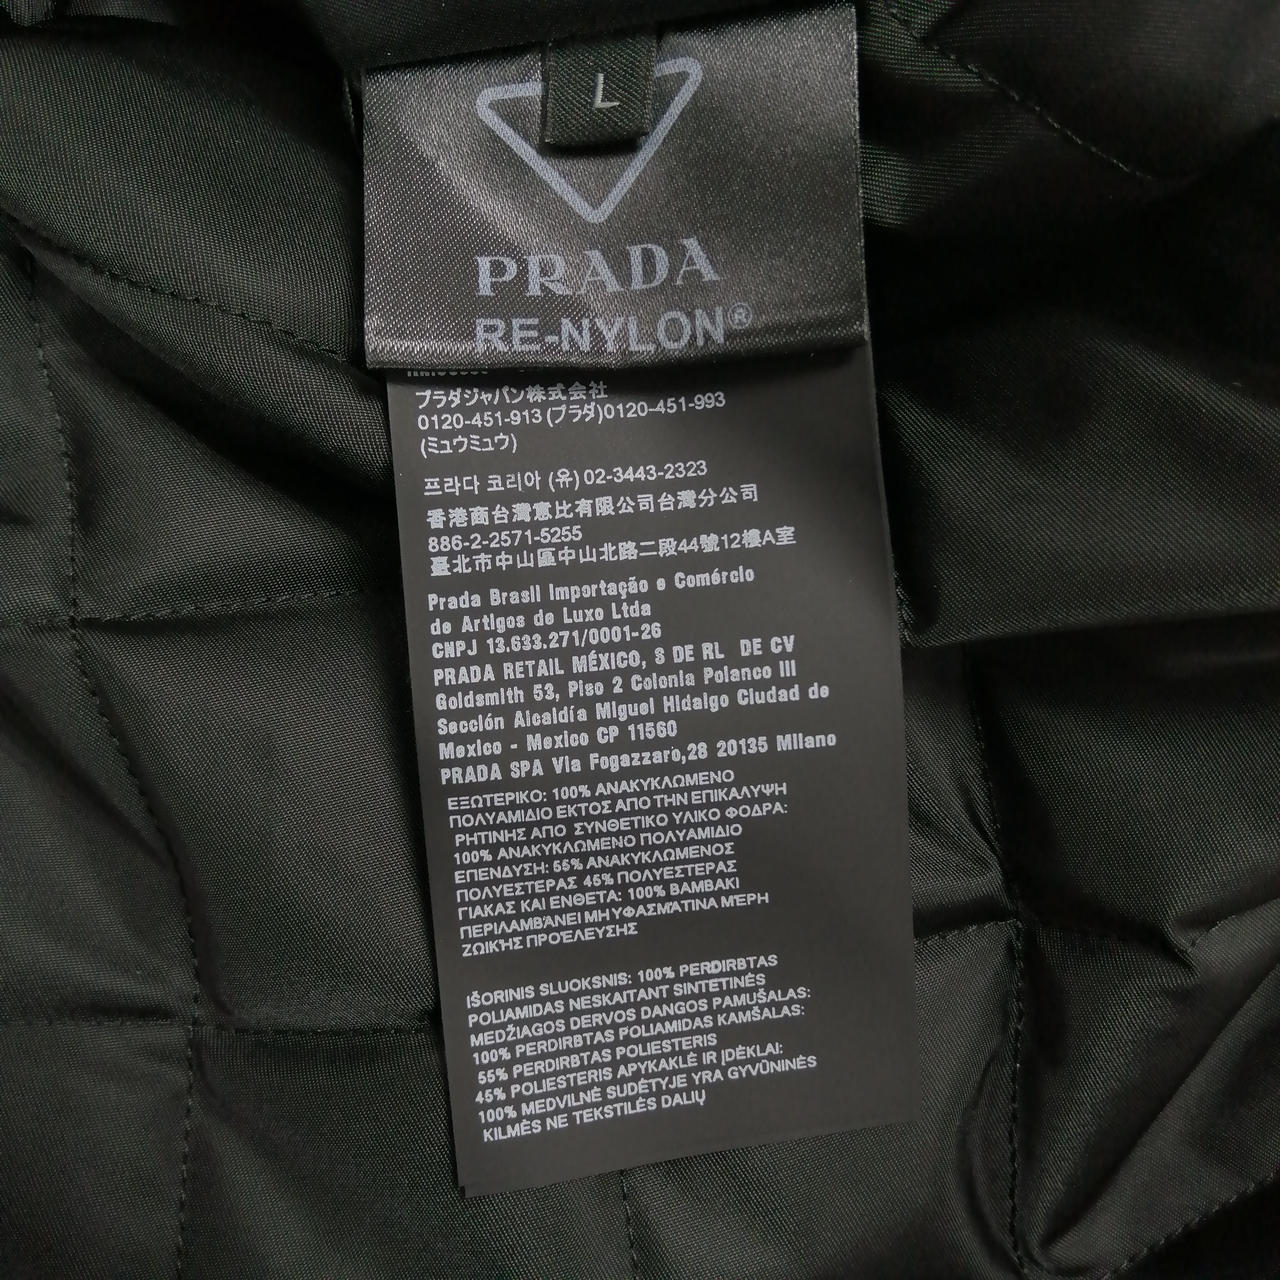 L
PRADA
RE-NYLON®
プラダジャパン株式会社
0120-451-913 (プラダ)0120-451-993
(ミュウミュウ)
프라다 코리아 (유) 02-3443-2323
香港商台灣惠比有限公司台灣分公司
886-2-2571-5255
臺北市中山區中山北路二段44號12樓A室
Prada Brasil Importação e Comércio
de Artigos de Luxo Ltda
CNPJ 13.633.271/0001-26
PRADA RETAIL MÉXICO, S DE RL DE CV
Goldsmith 53, Piso 2 Colonia Polanco III
Sección Alcaldía Miguel Hidalgo Ciudad de
Mexico - Mexico CP 11560
PRADA SPA Via Fogazzaro,28 20135 Milano
ΕΞΩΤΕΡΙΚΟ: 100% ΑΝΑΚΥΚΛΩΜΕΝΟ
ΠΟΛΥΑΜΙΔΙΟ ΕΚΤΟΣ ΑΠΟ ΤΗΝ ΕΠΙΚΑΛΥΨΗ
ΡΗΤΙΝΗΣ ΑΠΟ ΣΥΝΘΕΤΙΚΟ ΥΛΙΚΟ ΦΟΔΡΑ:
100% ΑΝΑΚΥΚΛΩΜΕΝΟ ΠΟΛΥΑΜΙΔΙΟ
ΕΠΕΝΔΥΣΗ: 55% ΑΝΑΚΥΚΛΩΜΕΝΟΣ
ΠΟΛΥΕΣΤΕΡΑΣ 45% ΠΟΛΥΕΣΤΕΡΑΣ
ΓΙΑΚΑΣ ΚΑΙ ΕΝΘΕΤΑ: 100% ΒΑΜΒΑΚΙ
ΠΕΡΙΛΑΜΒΆΝΕΙ ΜΗ ΥΦΑΣΜΆΤΙΝΑ ΜΈΡΗ
ΖΩΙΚΉΣ ΠΡΟΈΛΕΥΣΗΣ
IŠORINIS SLUOKSNIS: 100% PERDIRBTAS
POLIAMIDAS NESKAITANT SINTETINĖS
MEDŽIAGOS DERVOS DANGOS PAMUŠALAS:
100% PERDIRBTAS POLIAMIDAS KAMŠALAS:
55% PERDIRBTAS POLIESTERIS
45% POLIESTERIS APYKAKLĖ IR ĮDĖKLAI:
100% MEDVILNĖ SUDĖTYJE YRA GYVŪNINĖS
KILMĖS NE TEKSTILĖS DALIŲ